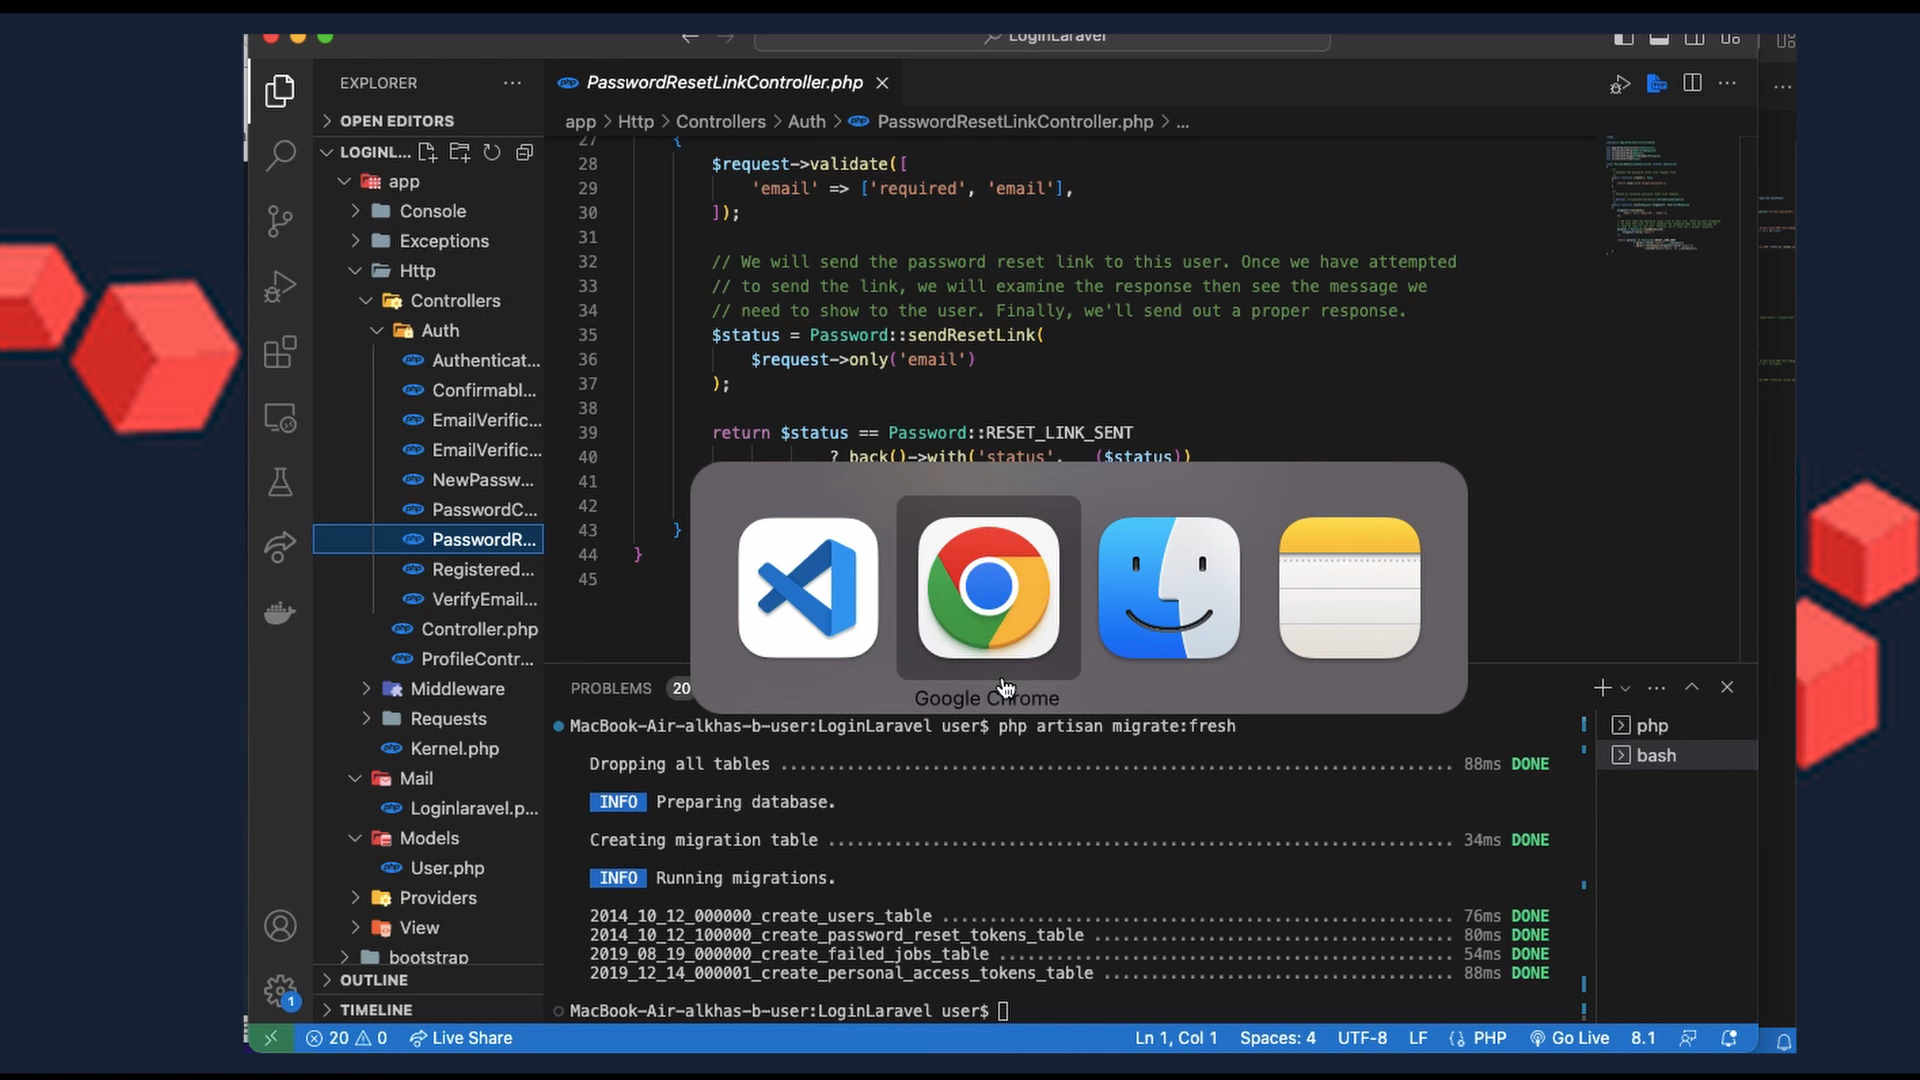 LoginLaravel
EXPLORER
PasswordResetLinkController.php
OPEN EDITORS
app > Http > Controllers > Auth > PasswordResetLinkController.php > ...
LOGINL...
app
Console
Exceptions
Http
Controllers
Auth
Authenticat...
Confirmabl...
EmailVerific...
EmailVerific...
NewPassw...
PasswordC...
PasswordR...
Registered...
VerifyEmail...
Controller.php
ProfileContr...
Middleware
Requests
Kernel.php
Mail
Loginlaravel.p...
Models
User.php
Providers
View
bootstrap
OUTLINE
TIMELINE
27 {
28 $request->validate([
29 'email' => ['required', 'email'],
30 ]);
31
32 // We will send the password reset link to this user. Once we have attempted
33 // to send the link, we will examine the response then see the message we
34 // need to show to the user. Finally, we'll send out a proper response.
35 $status = Password::sendResetLink(
36 $request->only('email')
37 );
38
39 return $status == Password::RESET_LINK_SENT
40 ? back()->with('status', __($status))
41
42
43 }
44 }
45
Google Chrome
PROBLEMS 20
MacBook-Air-alkhas-b-user:LoginLaravel user$ php artisan migrate:fresh
Dropping all tables ........ 88ms DONE
INFO Preparing database.
Creating migration table ........ 34ms DONE
INFO Running migrations.
2014_10_12_000000_create_users_table ........ 76ms DONE
2014_10_12_100000_create_password_reset_tokens_table ........ 80ms DONE
2019_08_19_000000_create_failed_jobs_table ........ 54ms DONE
2019_12_14_000001_create_personal_access_tokens_table ........ 88ms DONE
MacBook-Air-alkhas-b-user:LoginLaravel user$
php
bash
1
20 0 Live Share
Ln 1, Col 1 Spaces: 4 UTF-8 LF {} PHP Go Live 8.1